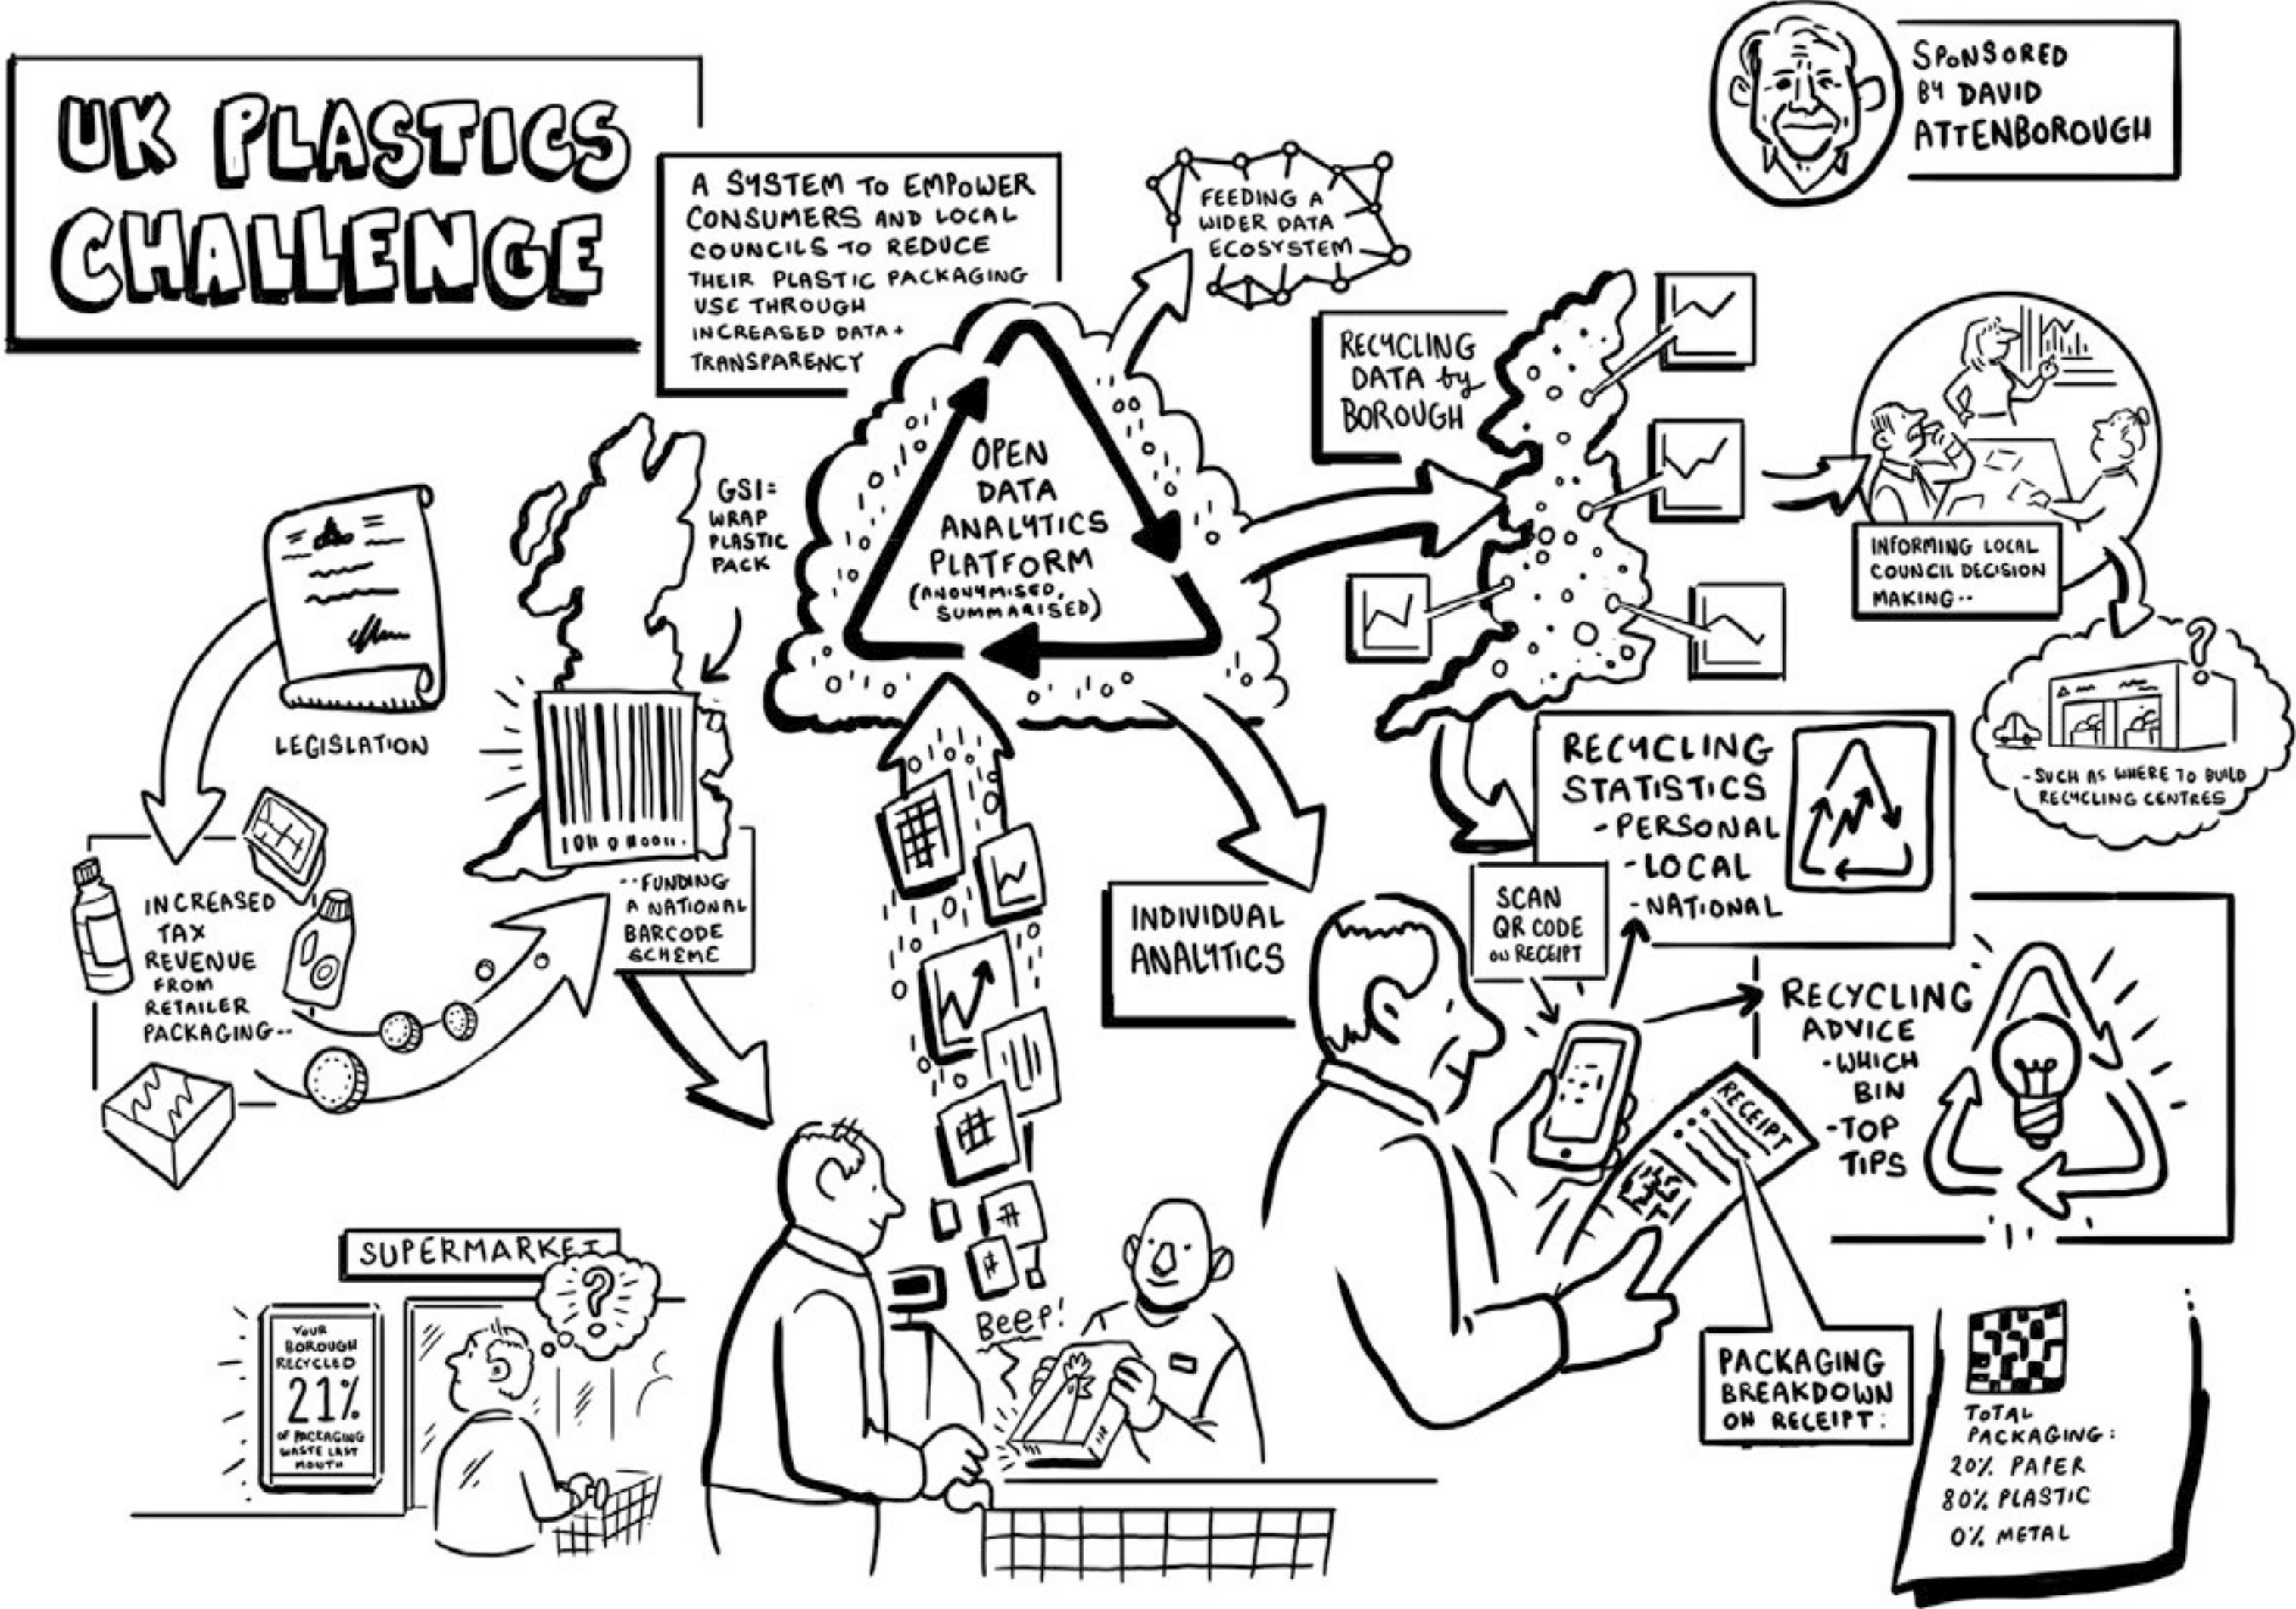 UK PLASTICS
CHALLENGE
A SYSTEM TO EMPOWER
CONSUMERS AND LOCAL
COUNCILS TO REDUCE
THEIR PLASTIC PACKAGING
USE THROUGH
INCREASED DATA +
TRANSPARENCY
FEEDING A
WIDER DATA
ECOSYSTEM
SPONSORED
BY DAVID
ATTENBOROUGH
LEGISLATION
INCREASED
TAX
REVENUE
FROM
RETAILER
PACKAGING..
GSI=
WRAP
PLASTIC
PACK
..FUNDING
A NATIONAL
BARCODE
SCHEME
OPEN
DATA
ANALYTICS
PLATFORM
(ANONYMISED,
SUMMARISED)
RECYCLING
DATA by
BOROUGH
INFORMING LOCAL
COUNCIL DECISION
MAKING..
?
-SUCH AS WHERE TO BUILD
RECYCLING CENTRES
RECYCLING
STATISTICS
-PERSONAL
-LOCAL
-NATIONAL
INDIVIDUAL
ANALYTICS
SCAN
QR CODE
ON RECEIPT
RECYCLING
ADVICE
-WHICH
BIN
-TOP
TIPS
RECEIPT
PACKAGING
BREAKDOWN
ON RECEIPT:
TOTAL
PACKAGING:
20% PAPER
80% PLASTIC
0% METAL
SUPERMARKET
?
YOUR
BOROUGH
RECYCLED
21%
OF PACKAGING
WASTE LAST
MONTH
Beep!